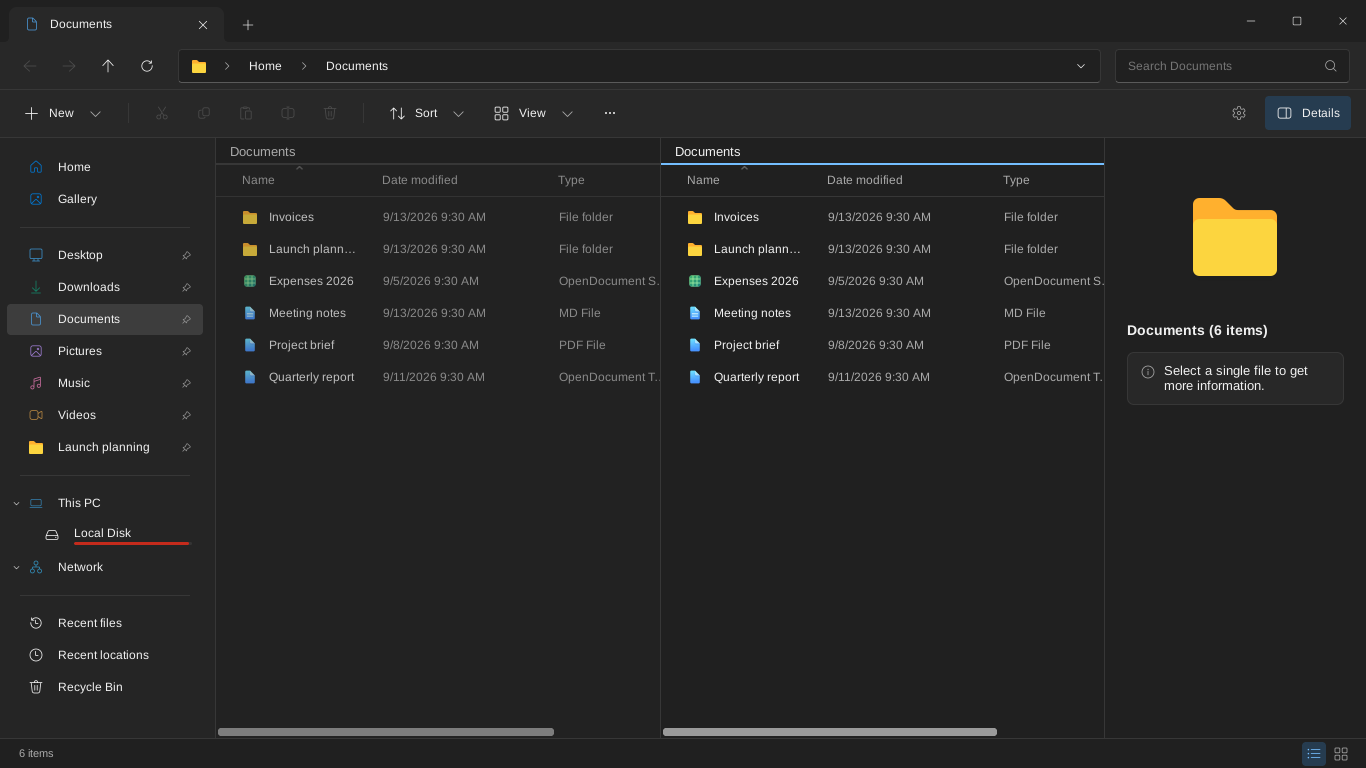 Documents
Home
Documents
Search Documents
New
Sort
View
Details
Home
Gallery
Desktop
Downloads
Documents
Pictures
Music
Videos
Launch planning
This PC
Local Disk
Network
Recent files
Recent locations
Recycle Bin
Documents
Name Date modified Type
Invoices 9/13/2026 9:30 AM File folder
Launch plann... 9/13/2026 9:30 AM File folder
Expenses 2026 9/5/2026 9:30 AM OpenDocument S.
Meeting notes 9/13/2026 9:30 AM MD File
Project brief 9/8/2026 9:30 AM PDF File
Quarterly report 9/11/2026 9:30 AM OpenDocument T..
Documents
Name Date modified Type
Invoices 9/13/2026 9:30 AM File folder
Launch plann... 9/13/2026 9:30 AM File folder
Expenses 2026 9/5/2026 9:30 AM OpenDocument S.
Meeting notes 9/13/2026 9:30 AM MD File
Project brief 9/8/2026 9:30 AM PDF File
Quarterly report 9/11/2026 9:30 AM OpenDocument T.
Documents (6 items)
Select a single file to get
more information.
6 items